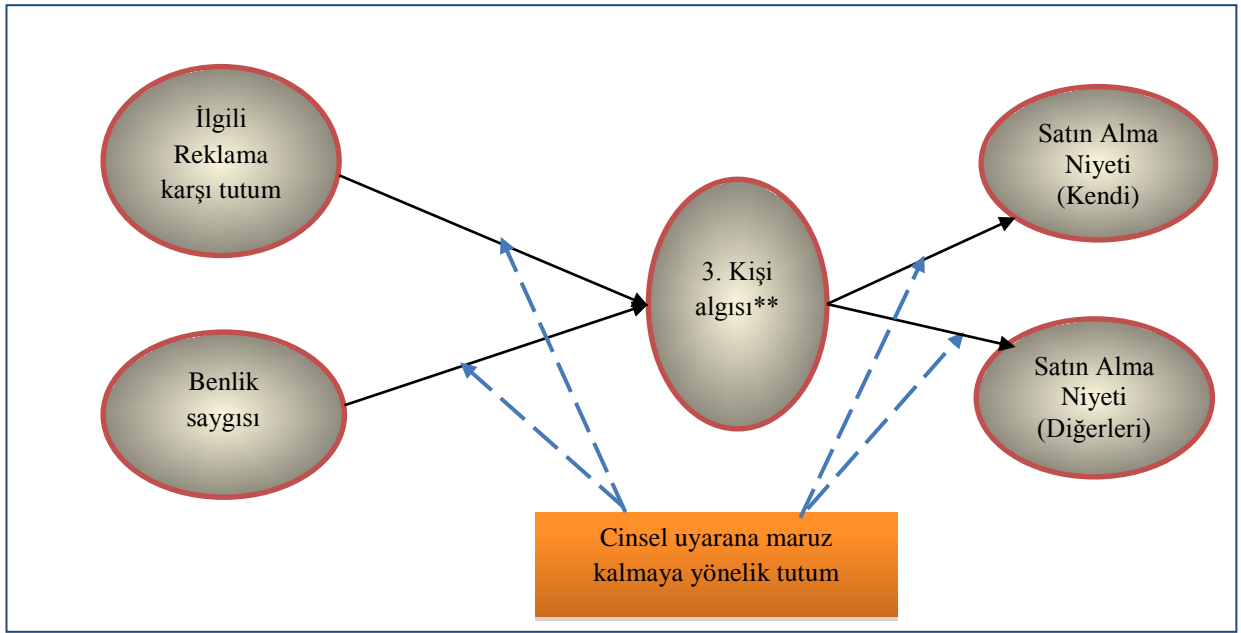 İlgili
Reklama
karşı tutum
Benlik
saygısı
3. Kişi
algısı**
Satın Alma
Niyeti
(Kendi)
Satın Alma
Niyeti
(Diğerleri)
Cinsel uyarana maruz
kalmaya yönelik tutum